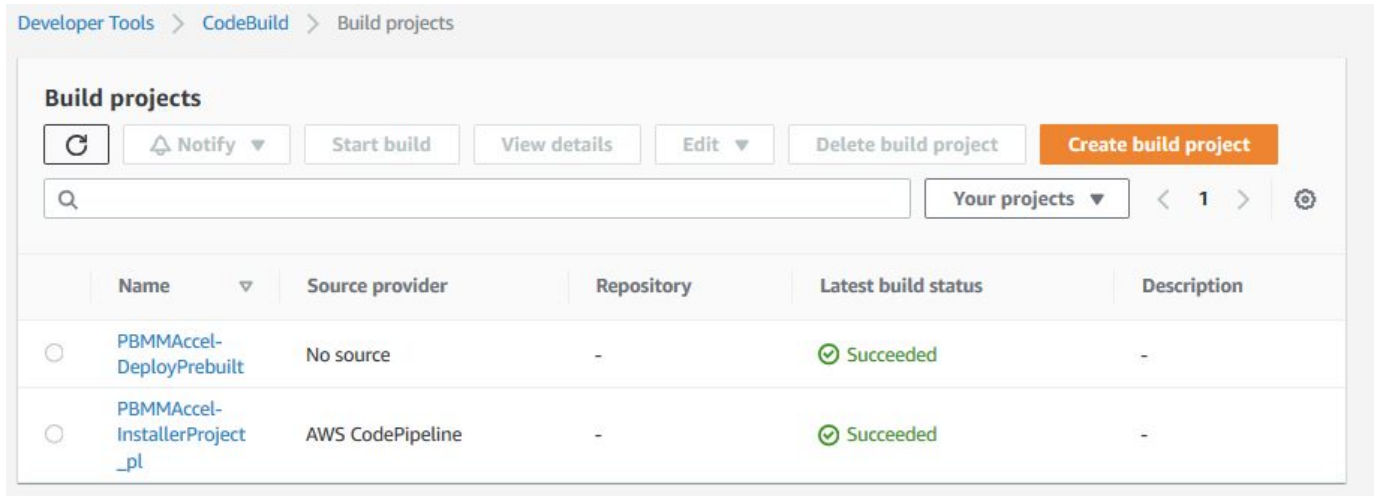 Developer Tools > CodeBuild > Build projects
Build projects
Notify ▼ Start build View details Edit ▼ Delete build project Create build project
Your projects ▼ < 1 >
Name ▽ Source provider Repository Latest build status Description
PBMMAccel-
DeployPrebuilt
No source - Succeeded -
PBMMAccel-
InstallerProject
_pl
AWS CodePipeline - Succeeded -